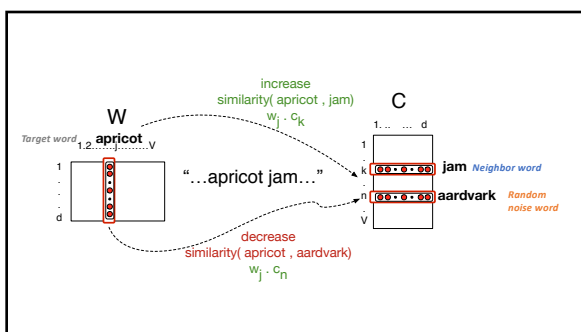 increase
similarity( apricot , jam)
wj . ck
W
C
Target word apricot
1.2.......j........V
1. .. … d
1
.
.
.
d
“…apricot jam…”
1
.
k
.
n
.
V
jam Neighbor word
aardvark Random noise word
decrease
similarity( apricot , aardvark)
wj . cn